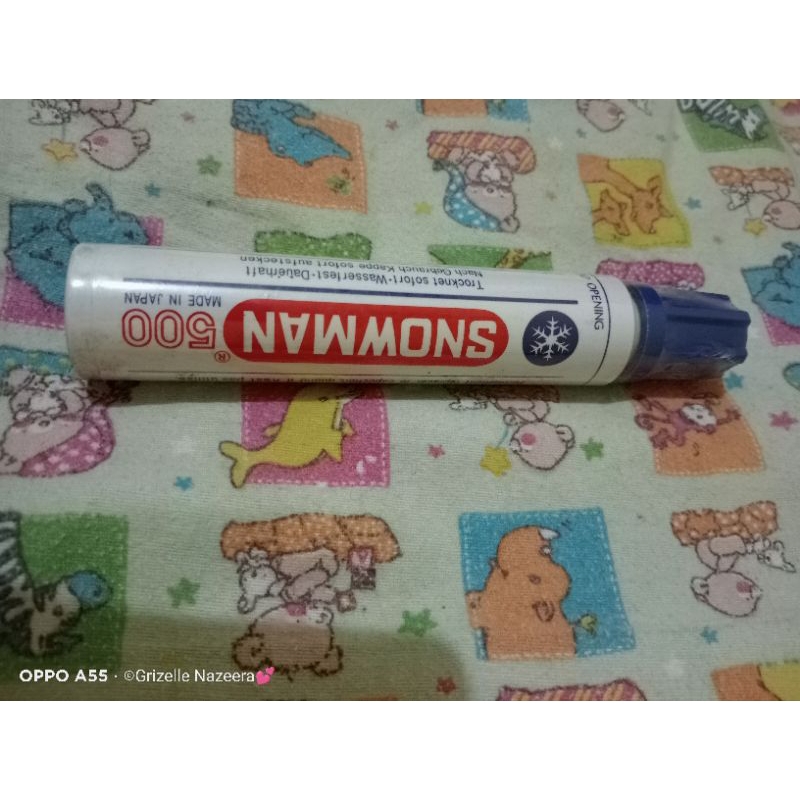 OPENING
SNOWMAN®
500
MADE IN JAPAN
Trocknet sofort-Wasserfest-Dauerhaft
Nach Gebrauch Kappe sofort aufstecken
OPPO A55 · ©Grizelle Nazeera💕